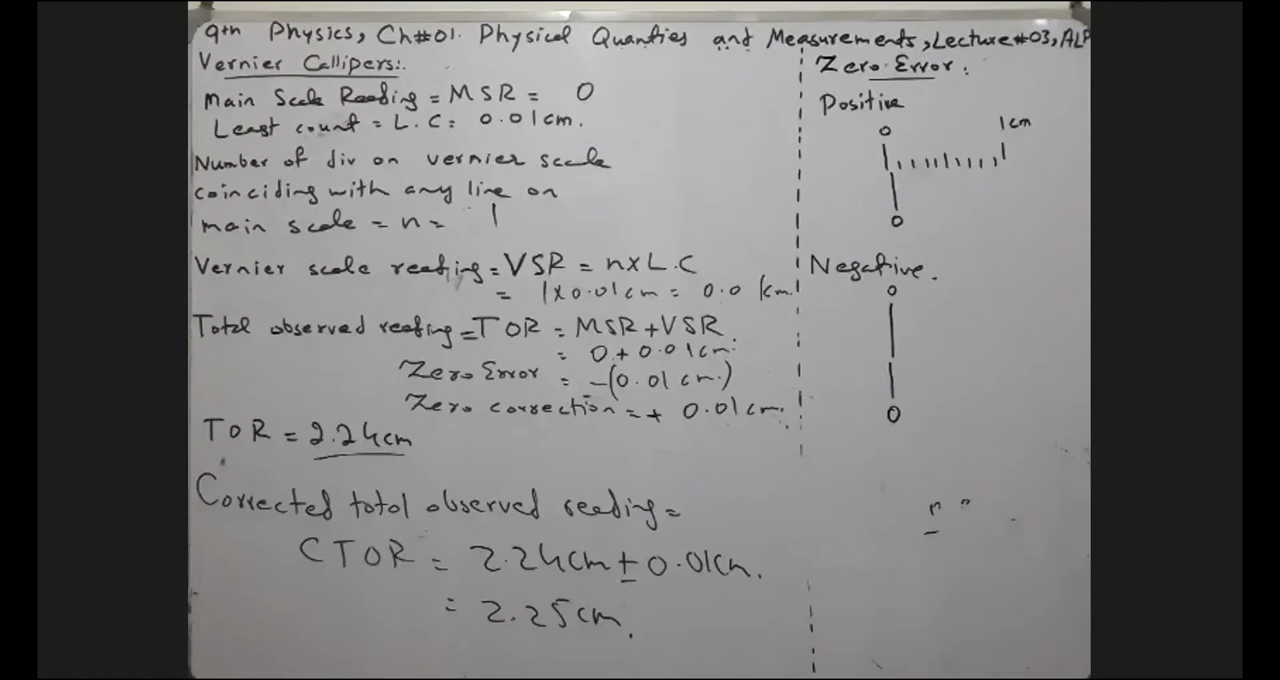 9th Physics, Ch#01. Physical Quanties and Measurements, Lecture#03, ALP
Vernier Callipers:.
Main Scale Reading = MSR = 0
Least count = L.C = 0.01cm.
Number of div on vernier scale
coinciding with any line on
main scale = n = 1
Vernier scale reading = VSR = n×L.C
= 1×0.01cm = 0.01cm.
Total observed reading = TOR = MSR + VSR.
= 0 + 0.01cm.
Zero Error = -(0.01cm.)
Zero correction = + 0.01cm.
TOR = 2.24cm
Corrected total observed reading =
CTOR = 2.24cm ± 0.01cm.
= 2.25cm.
Zero Error:
Positive
0 1cm
0
Negative.
0
0